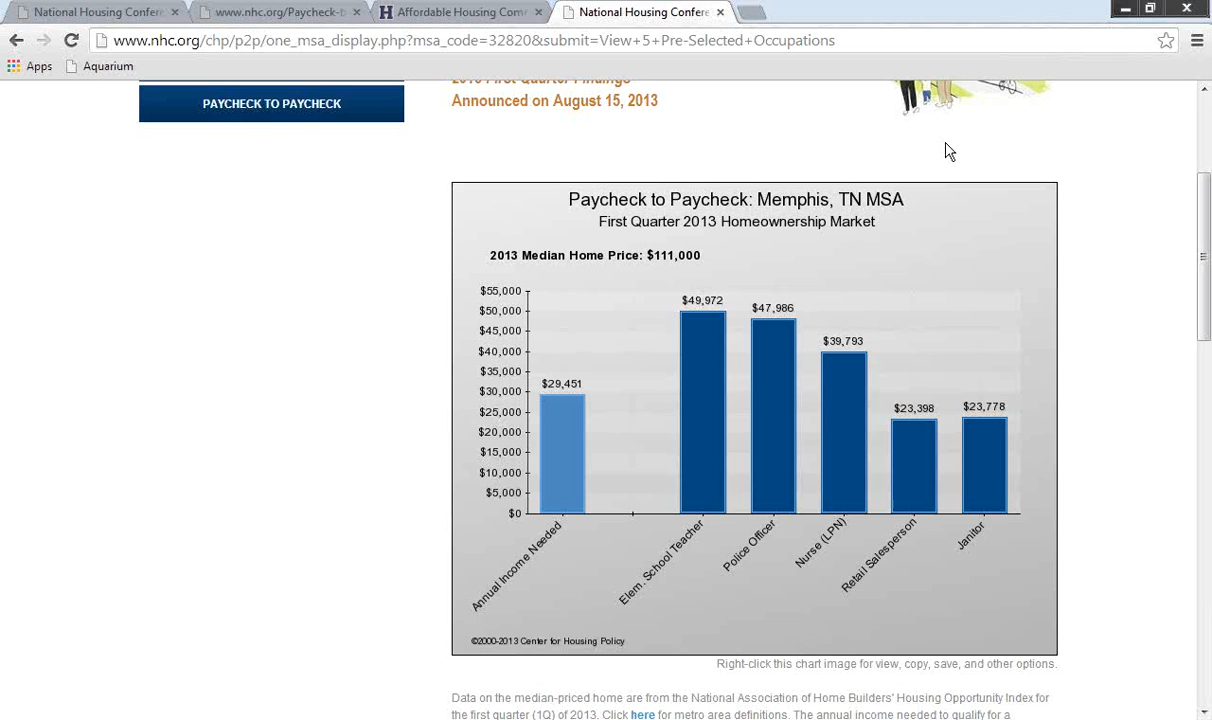 National Housing Confere
www.nhc.org/Paycheck-t
Affordable Housing Com
National Housing Confere
www.nhc.org/chp/p2p/one_msa_display.php?msa_code=32820&submit=View+5+Pre-Selected+Occupations
Apps
Aquarium
PAYCHECK TO PAYCHECK
2013 First Quarter Findings
Announced on August 15, 2013
Paycheck to Paycheck: Memphis, TN MSA
First Quarter 2013 Homeownership Market
2013 Median Home Price: $111,000
$55,000
$50,000
$45,000
$40,000
$35,000
$30,000
$25,000
$20,000
$15,000
$10,000
$5,000
$0
$29,451
$49,972
$47,986
$39,793
$23,398
$23,778
Annual Income Needed
Elem. School Teacher
Police Officer
Nurse (LPN)
Retail Salesperson
Janitor
©2000-2013 Center for Housing Policy
Right-click this chart image for view, copy, save, and other options.
Data on the median-priced home are from the National Association of Home Builders' Housing Opportunity Index for
the first quarter (1Q) of 2013. Click here for metro area definitions. The annual income needed to qualify for a